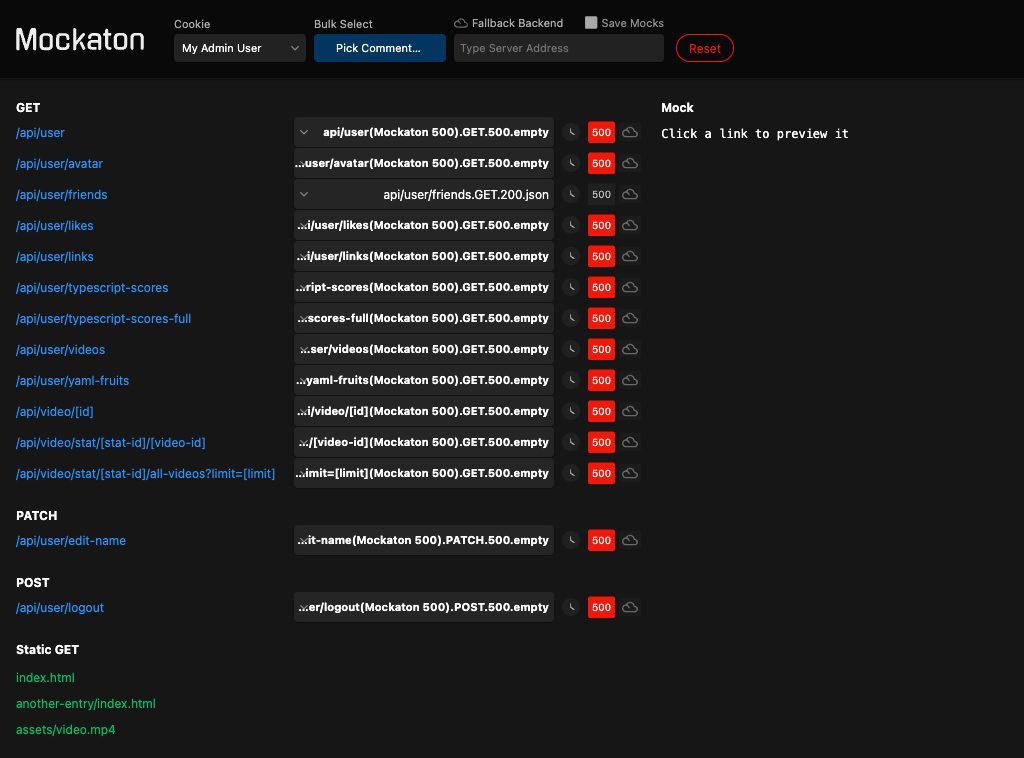 Mockaton
Cookie
My Admin User
Bulk Select
Pick Comment...
Fallback Backend
Save Mocks
Type Server Address
Reset
GET
/api/user api/user(Mockaton 500).GET.500.empty 500
/api/user/avatar ...user/avatar(Mockaton 500).GET.500.empty 500
/api/user/friends api/user/friends.GET.200.json 500
/api/user/likes ...i/user/likes(Mockaton 500).GET.500.empty 500
/api/user/links ...i/user/links(Mockaton 500).GET.500.empty 500
/api/user/typescript-scores ...ript-scores(Mockaton 500).GET.500.empty 500
/api/user/typescript-scores-full ...scores-full(Mockaton 500).GET.500.empty 500
/api/user/videos ...ser/videos(Mockaton 500).GET.500.empty 500
/api/user/yaml-fruits ...yaml-fruits(Mockaton 500).GET.500.empty 500
/api/video/[id] ...i/video/[id](Mockaton 500).GET.500.empty 500
/api/video/stat/[stat-id]/[video-id] .../[video-id](Mockaton 500).GET.500.empty 500
/api/video/stat/[stat-id]/all-videos?limit=[limit] ...imit=[limit](Mockaton 500).GET.500.empty 500
PATCH
/api/user/edit-name ...it-name(Mockaton 500).PATCH.500.empty 500
POST
/api/user/logout ...er/logout(Mockaton 500).POST.500.empty 500
Static GET
index.html
another-entry/index.html
assets/video.mp4
Mock
Click a link to preview it